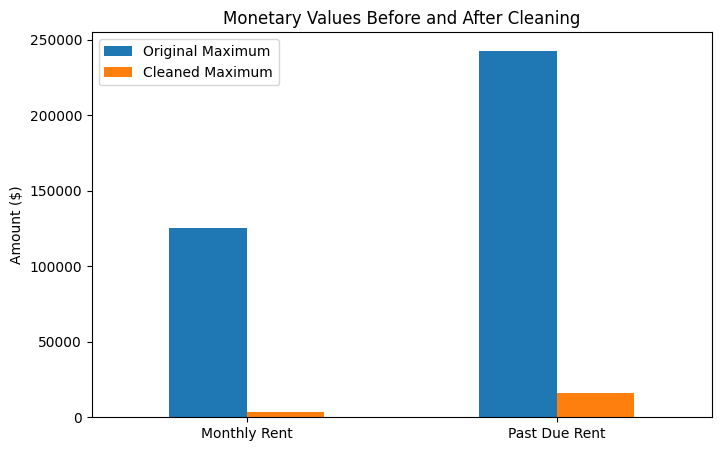 Monetary Values Before and After Cleaning
Original Maximum
Cleaned Maximum
Amount ($)
250000
200000
150000
100000
50000
0
Monthly Rent
Past Due Rent